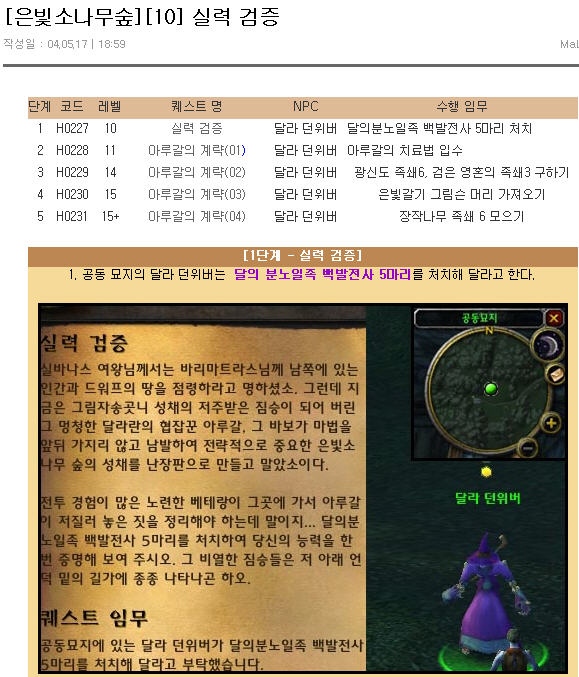 [은빛소나무숲][10] 실력 검증
작성일 : 04,05,17 | 18:59 Mal
단계 코드 레벨 퀘스트 명 NPC 수행 임무
1 H0227 10 실력 검증 달라 던위버 달의분노일족 백발전사 5마리 처치
2 H0228 11 아루갈의 계략(01) 달라 던위버 아루갈의 치료법 입수
3 H0229 14 아루갈의 계략(02) 달라 던위버 광신도 족쇄6, 검은 영혼의 족쇄3 구하기
4 H0230 15 아루갈의 계략(03) 달라 던위버 은빛갈기 그림슨 머리 가져오기
5 H0231 15+ 아루갈의 계략(04) 달라 던위버 장작나무 족쇄 6 모으기
[1단계 - 실력 검증]
1. 공동 묘지의 달라 던위버는 달의 분노일족 백발전사 5마리를 처치해 달라고 한다.
실력 검증
실바나스 여왕님께서는 바리마트라스님께 남쪽에 있는
인간과 드워프의 땅을 점령하라고 명하셨소. 그런데 지
금은 그림자송곳니 성채의 저주받은 짐승이 되어 버린
그 멍청한 달라란의 협잡꾼 아루갈, 그 바보가 마법을
앞뒤 가지리 않고 남발하여 전략적으로 중요한 은빛소
나무 숲의 성채를 난장판으로 만들고 말았소이다.
전투 경험이 많은 노련한 베테랑이 그곳에 가서 아루갈
이 저질러 놓은 짓을 정리해야 하는데 말이지... 달의분
노일족 백발전사 5마리를 처치하여 당신의 능력을 한
번 증명해 보여 주시오. 그 비열한 짐승들은 저 아래 언
덕 밑의 길가에 종종 나타나곤 하오.
퀘스트 임무
공동묘지에 있는 달라 던위버가 달의분노일족 백발전사
5마리를 처치해 달라고 부탁했습니다.
공동묘지
N
달라 던위버